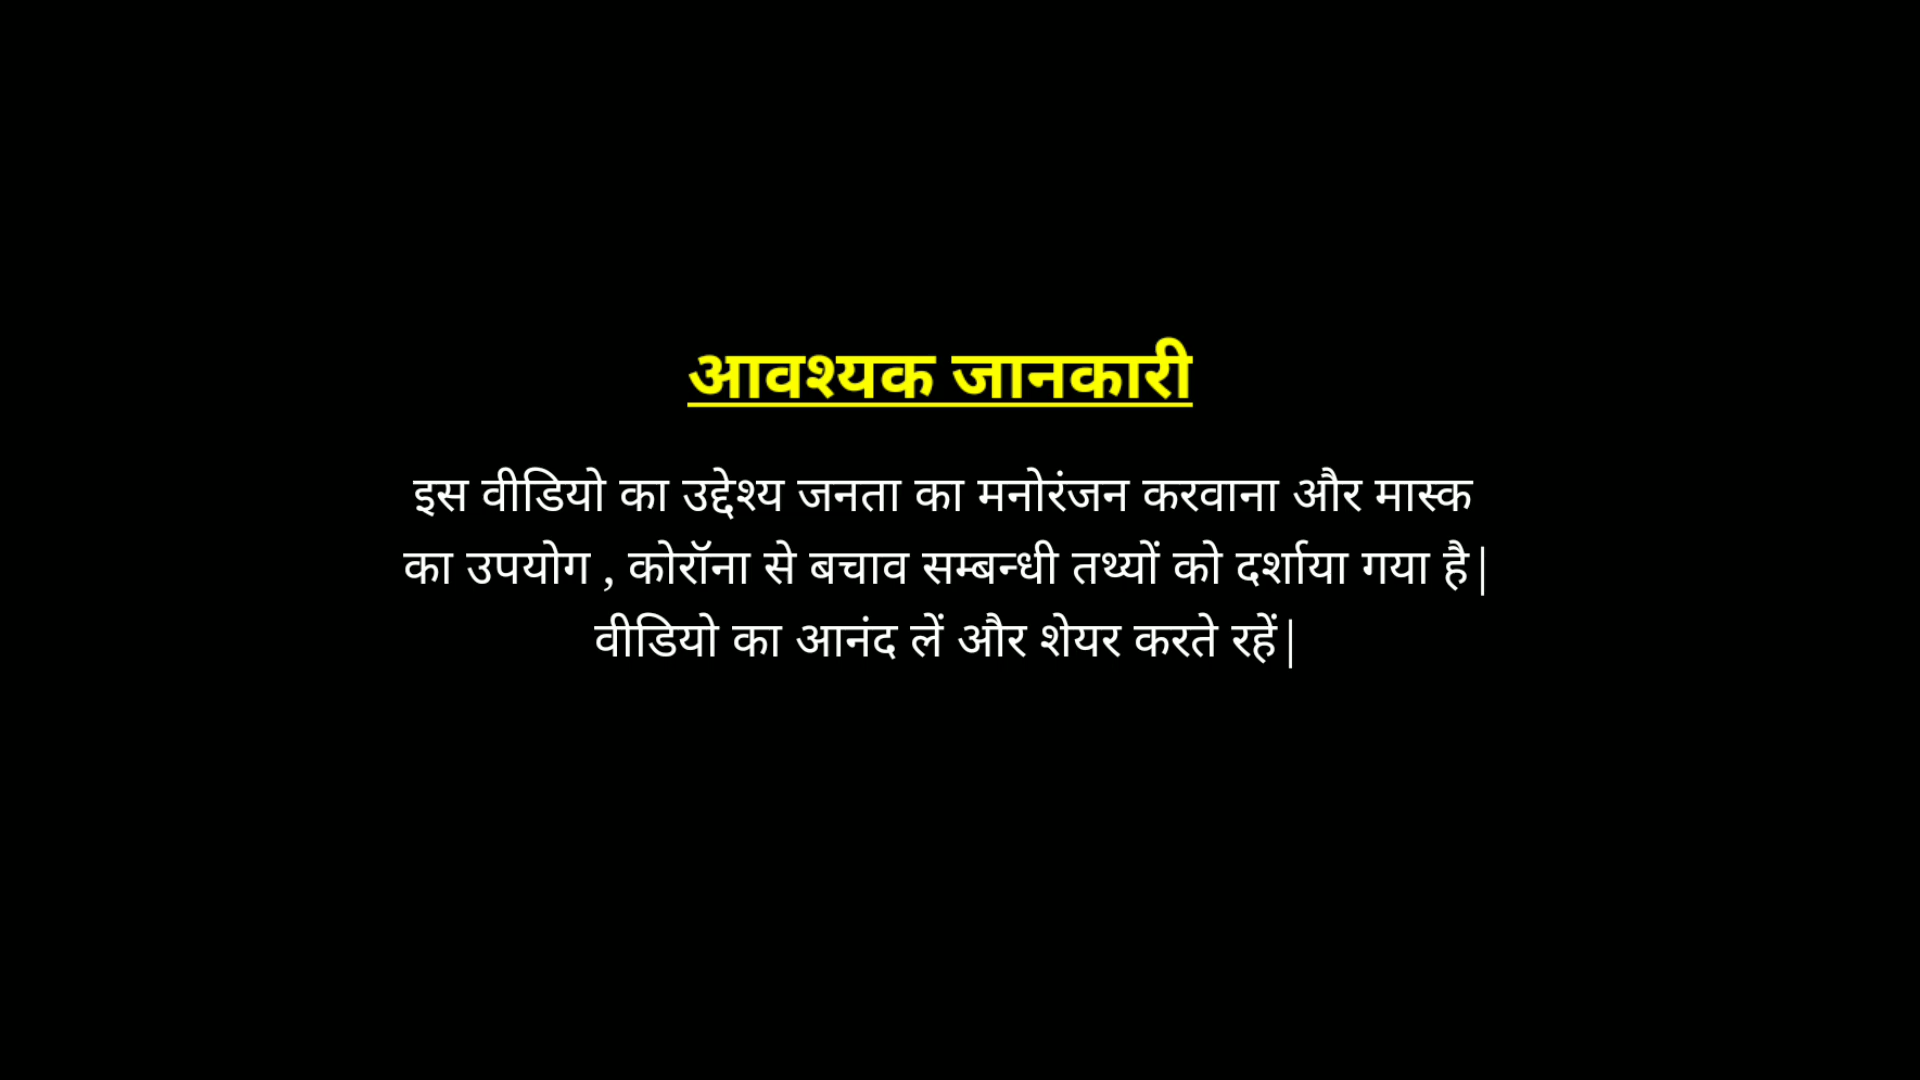 आवश्यक जानकारी
इस वीडियो का उद्देश्य जनता का मनोरंजन करवाना और मास्क
का उपयोग , कोरॉना से बचाव सम्बन्धी तथ्यों को दर्शाया गया है|
वीडियो का आनंद लें और शेयर करते रहें|